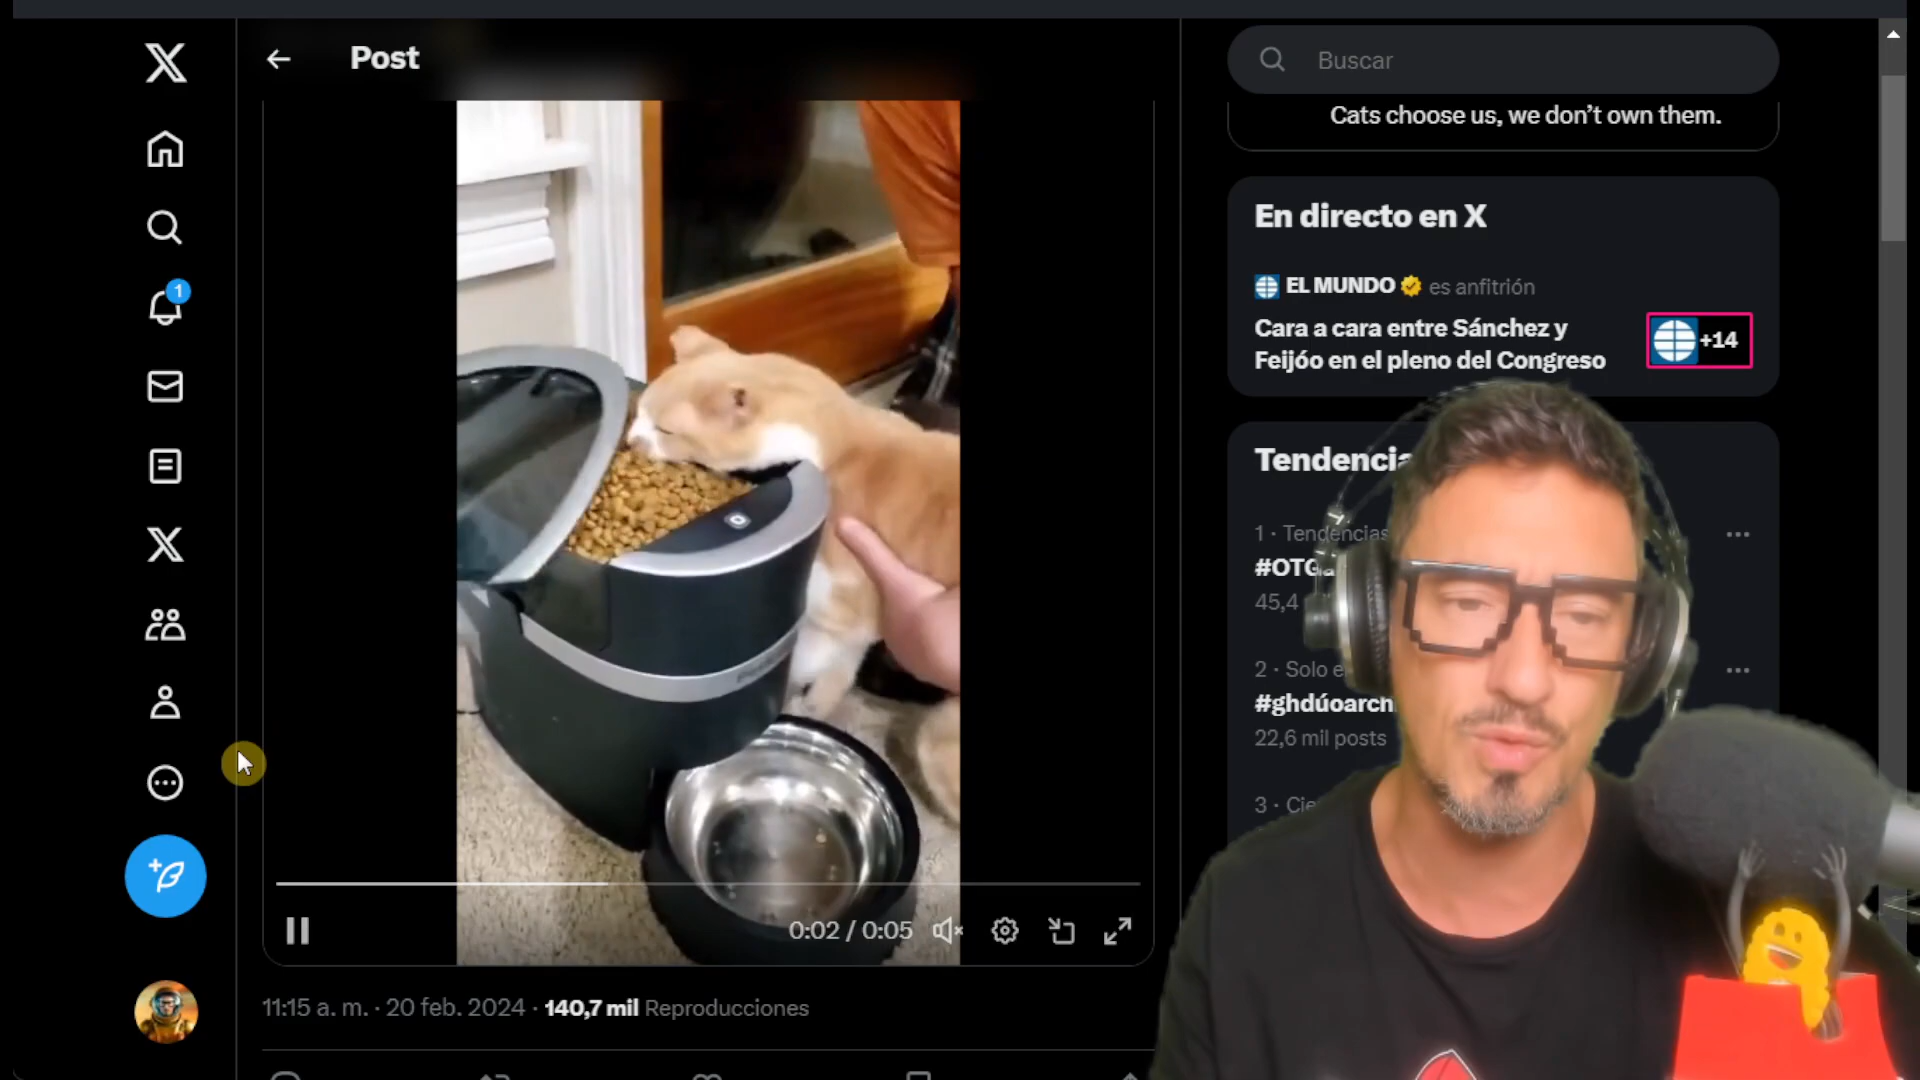 Post
Buscar
Cats choose us, we don’t own them.
En directo en X
EL MUNDO es anfitrión
Cara a cara entre Sánchez y
Feijóo en el pleno del Congreso
+14
1 · Tendencias
45,4
2 · Solo e
#ghdúoarcn
22,6 mil posts
3 ·
1
0:02 / 0:05
11:15 a. m. · 20 feb. 2024 · 140,7 mil Reproducciones